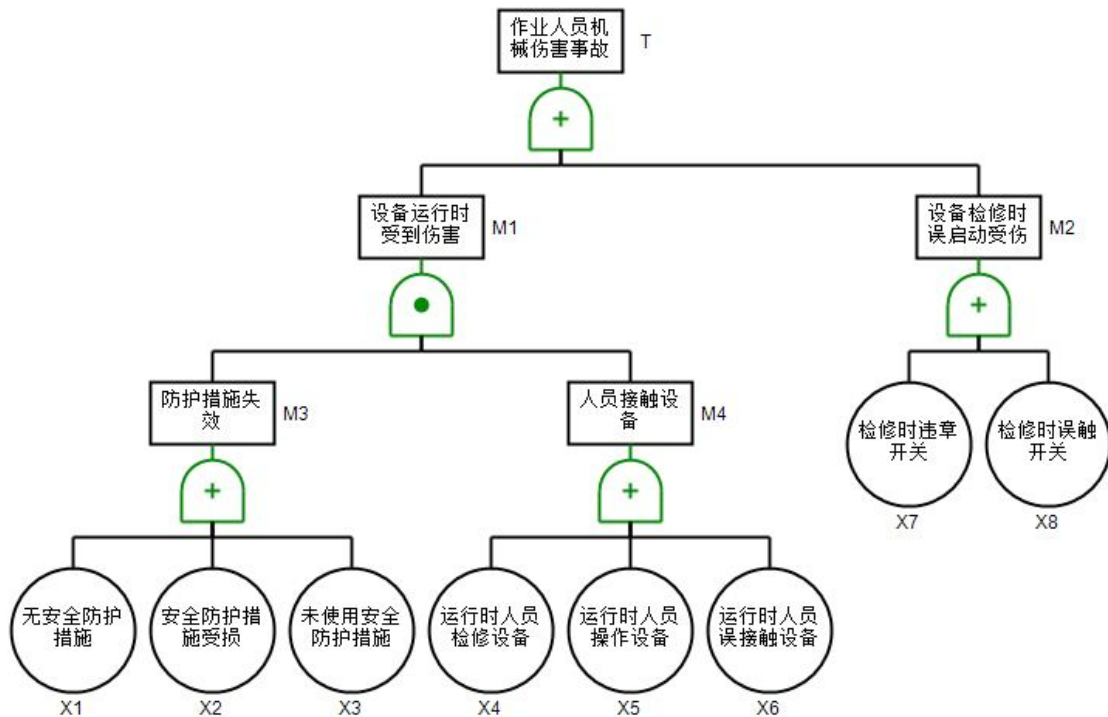 作业人员机
械伤害事故
T
+
设备运行时
受到伤害
M1
设备检修时
误启动受伤
M2
+
防护措施失
效
M3
人员接触设
备
M4
检修时违章
开关
检修时误触
开关
+
+
X7
X8
无安全防护
措施
安全防护措
施受损
未使用安全
防护措施
运行时人员
检修设备
运行时人员
操作设备
运行时人员
误接触设备
X1
X2
X3
X4
X5
X6